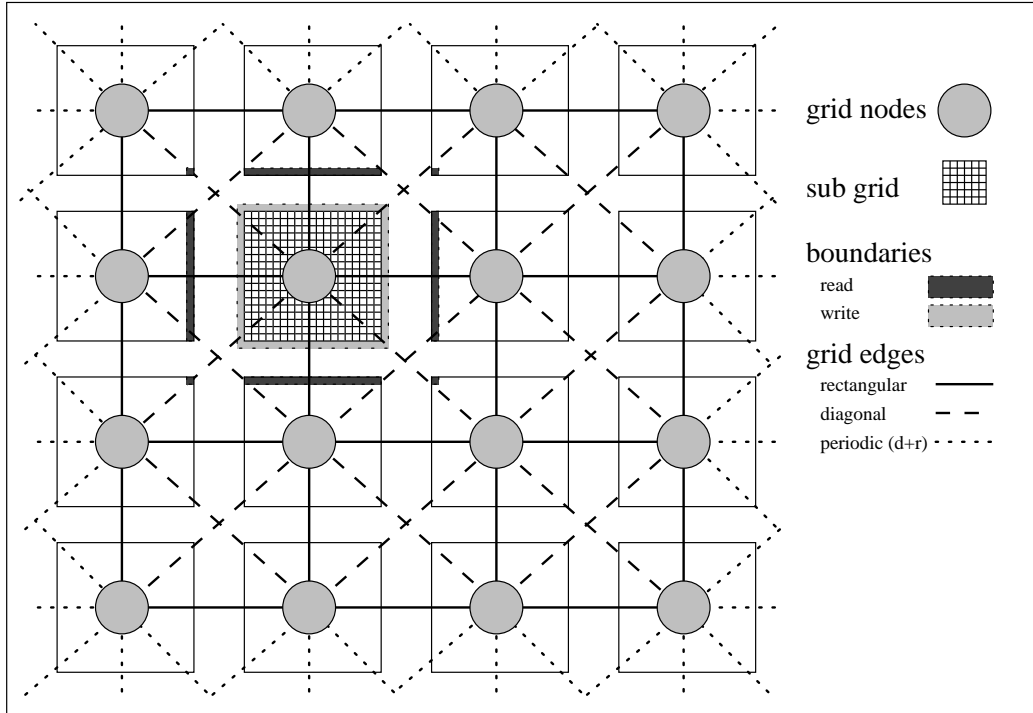 grid nodes
sub grid
boundaries
read
write
grid edges
rectangular
diagonal
periodic (d+r)